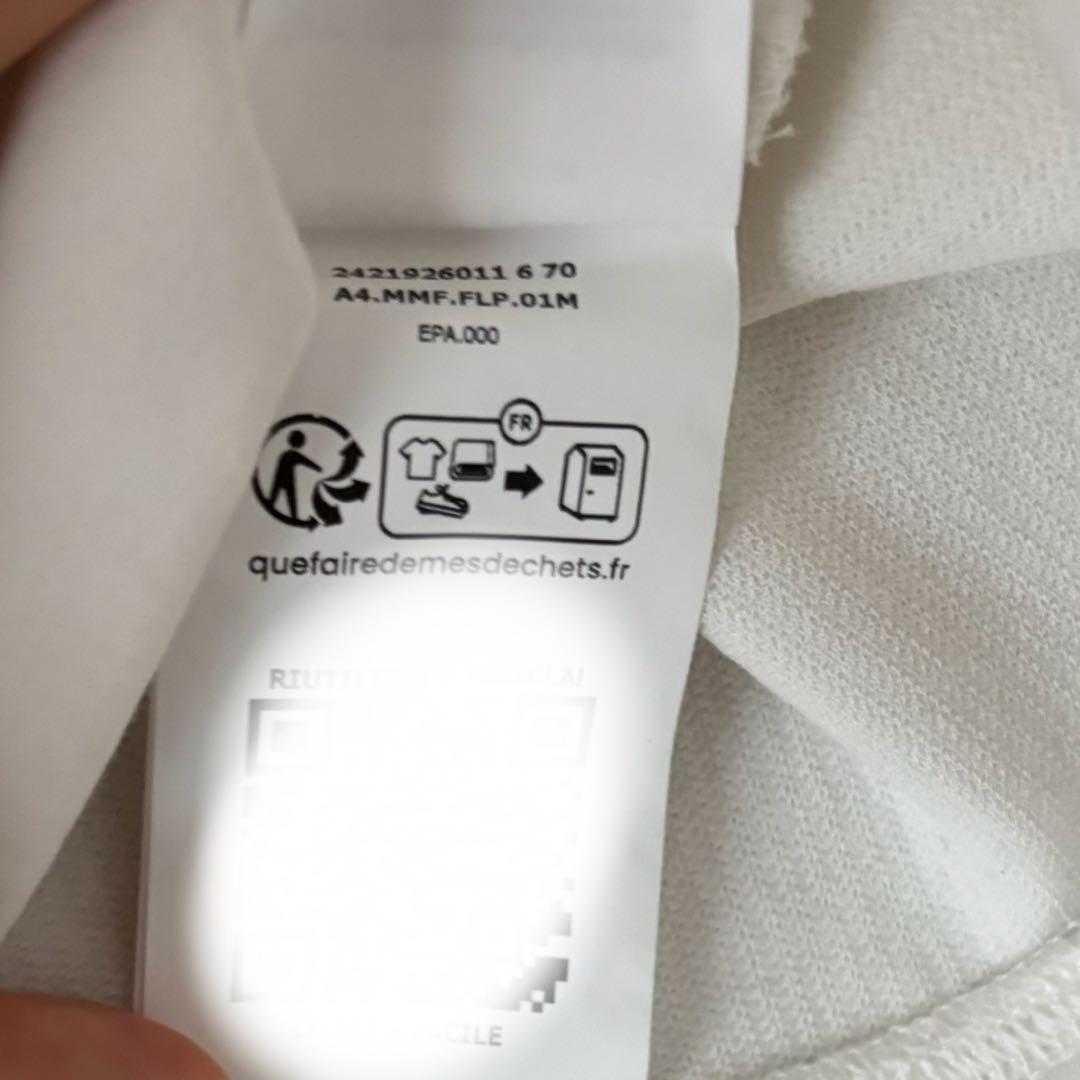 2421926011 6 70
A4.MMF.FLP.01M
EPA.000
FR
quefairedemesdechets.fr